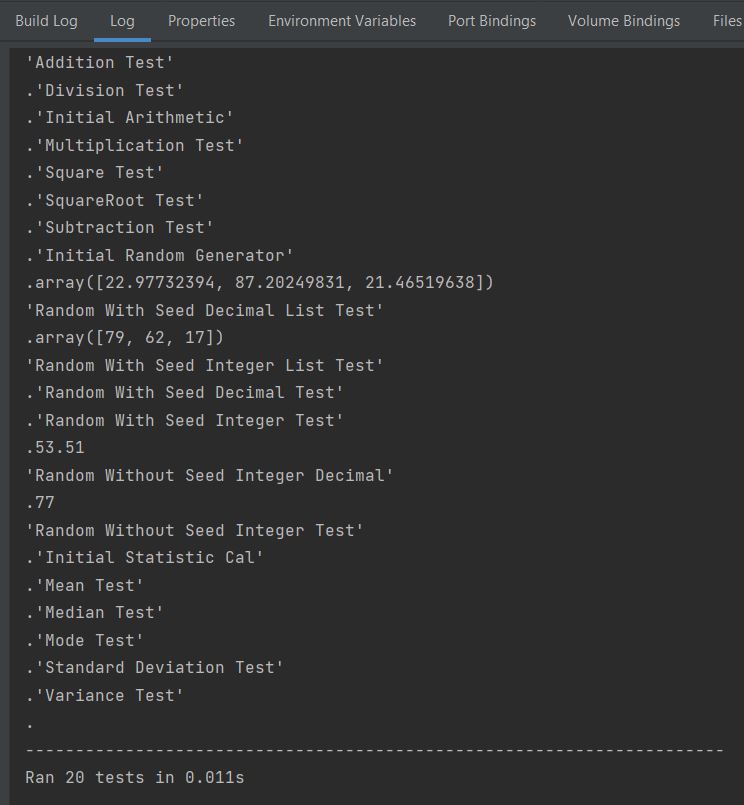 Build Log Log Properties Environment Variables Port Bindings Volume Bindings Files
'Addition Test'
.'Division Test'
.'Initial Arithmetic'
.'Multiplication Test'
.'Square Test'
.'SquareRoot Test'
.'Subtraction Test'
.'Initial Random Generator'
.array([22.97732394, 87.20249831, 21.46519638])
'Random With Seed Decimal List Test'
.array([79, 62, 17])
'Random With Seed Integer List Test'
.'Random With Seed Decimal Test'
.'Random With Seed Integer Test'
.53.51
'Random Without Seed Integer Decimal'
.77
'Random Without Seed Integer Test'
.'Initial Statistic Cal'
.'Mean Test'
.'Median Test'
.'Mode Test'
.'Standard Deviation Test'
.'Variance Test'
.
----------------------------------------------------------------------
Ran 20 tests in 0.011s